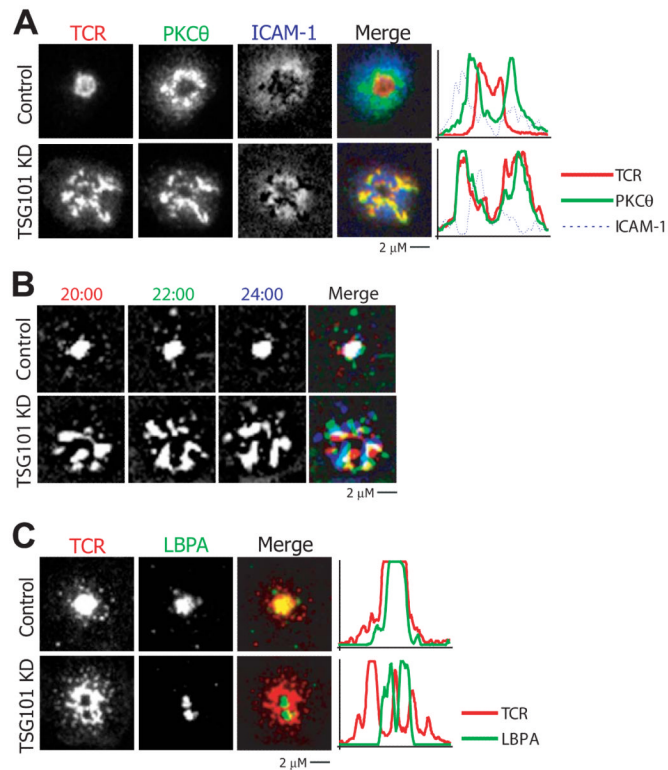 A
TCR PKCθ ICAM-1 Merge
Control
TSG101 KD
TCR
PKCθ
ICAM-1
2 μM
B
20:00 22:00 24:00 Merge
Control
TSG101 KD
2 μM
C
TCR LBPA Merge
Control
TSG101 KD
TCR
LBPA
2 μM